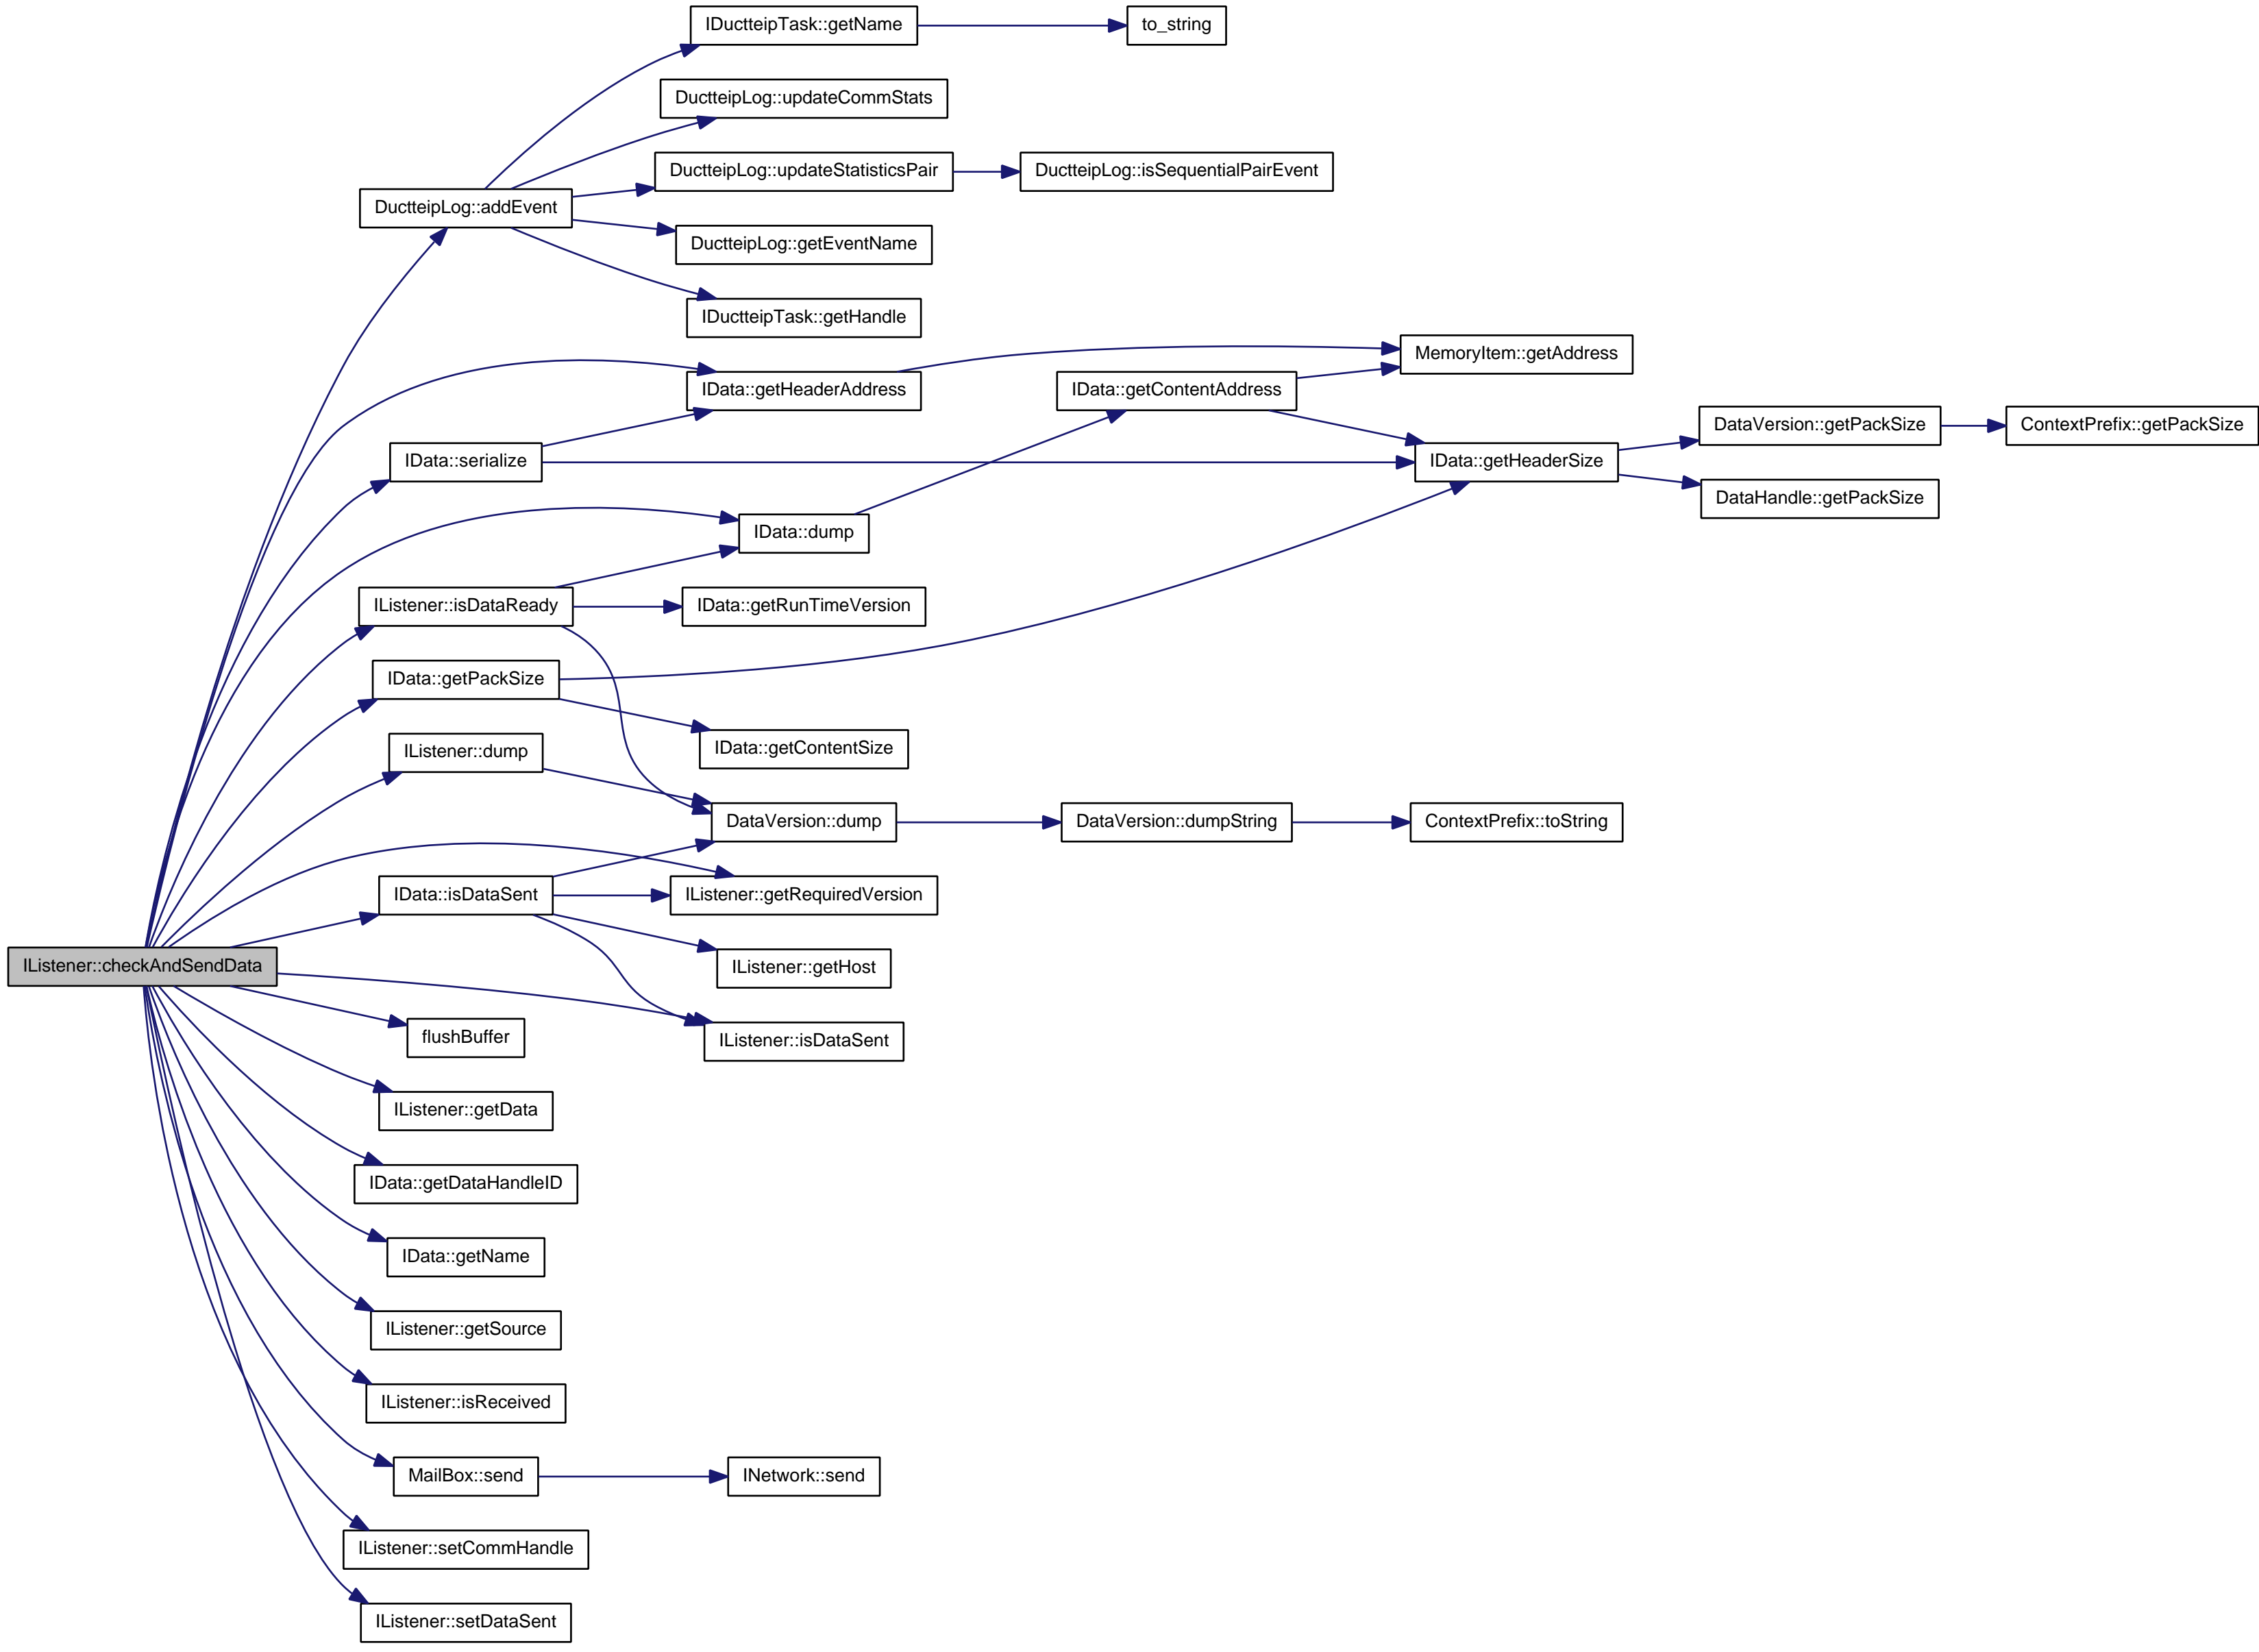 IDuctteipTask::getName
to_string
DuctteipLog::updateCommStats
DuctteipLog::updateStatisticsPair
DuctteipLog::isSequentialPairEvent
DuctteipLog::addEvent
DuctteipLog::getEventName
IDuctteipTask::getHandle
MemoryItem::getAddress
IData::getHeaderAddress
IData::getContentAddress
DataVersion::getPackSize
ContextPrefix::getPackSize
IData::serialize
IData::getHeaderSize
DataHandle::getPackSize
IData::dump
IListener::isDataReady
IData::getRunTimeVersion
IData::getPackSize
IData::getContentSize
IListener::dump
DataVersion::dump
DataVersion::dumpString
ContextPrefix::toString
IData::isDataSent
IListener::getRequiredVersion
IListener::checkAndSendData
IListener::getHost
flushBuffer
IListener::isDataSent
IListener::getData
IData::getDataHandleID
IData::getName
IListener::getSource
IListener::isReceived
MailBox::send
INetwork::send
IListener::setCommHandle
IListener::setDataSent